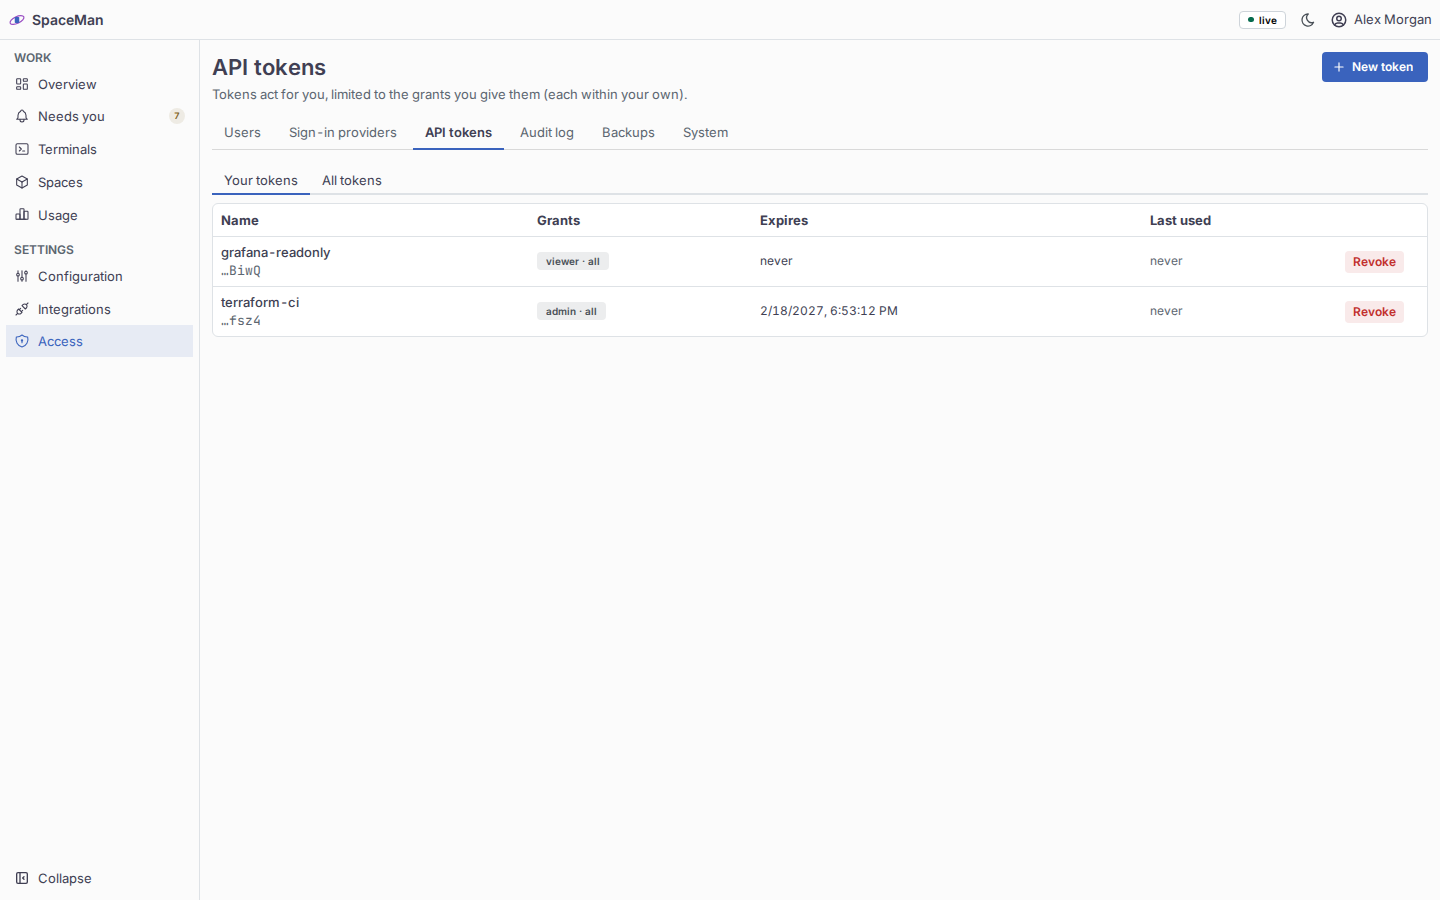 SpaceMan
live
Alex Morgan
WORK
Overview
Needs you 7
Terminals
Spaces
Usage
SETTINGS
Configuration
Integrations
Access
Collapse
API tokens
New token
Tokens act for you, limited to the grants you give them (each within your own).
Users Sign-in providers API tokens Audit log Backups System
Your tokens All tokens
Name Grants Expires Last used
grafana-readonly
…BiwQ
viewer · all never never Revoke
terraform-ci
…fsz4
admin · all 2/18/2027, 6:53:12 PM never Revoke